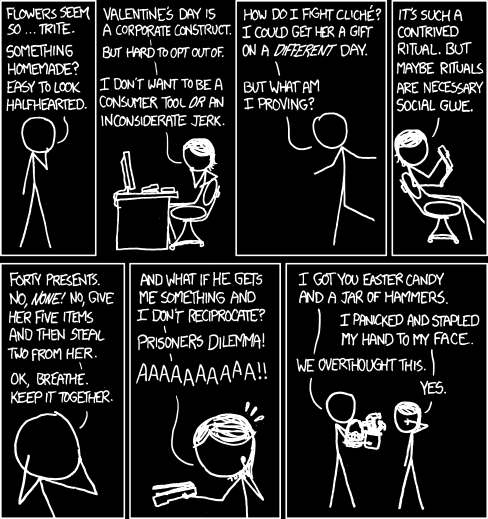 FLOWERS SEEM
SO ... TRITE.
SOMETHING
HOMEMADE?
EASY TO LOOK
HALFHEARTED.
VALENTINE'S DAY IS
A CORPORATE CONSTRUCT.
BUT HARD TO OPT OUT OF.
I DON'T WANT TO BE A
CONSUMER TOOL OR AN
INCONSIDERATE JERK.
HOW DO I FIGHT CLICHÉ?
I COULD GET HER A GIFT
ON A DIFFERENT DAY.
BUT WHAT AM
I PROVING?
IT'S SUCH A
CONTRIVED
RITUAL. BUT
MAYBE RITUALS
ARE NECESSARY
SOCIAL GLUE.
FORTY PRESENTS.
NO, NONE! NO, GIVE
HER FIVE ITEMS
AND THEN STEAL
TWO FROM HER.
OK, BREATHE.
KEEP IT TOGETHER.
AND WHAT IF HE GETS
ME SOMETHING AND
I DON'T RECIPROCATE?
PRISONERS DILEMMA!
AAAAAAAAAA!!
I GOT YOU EASTER CANDY
AND A JAR OF HAMMERS.
I PANICKED AND STAPLED
MY HAND TO MY FACE.
WE OVERTHOUGHT THIS.
YES.